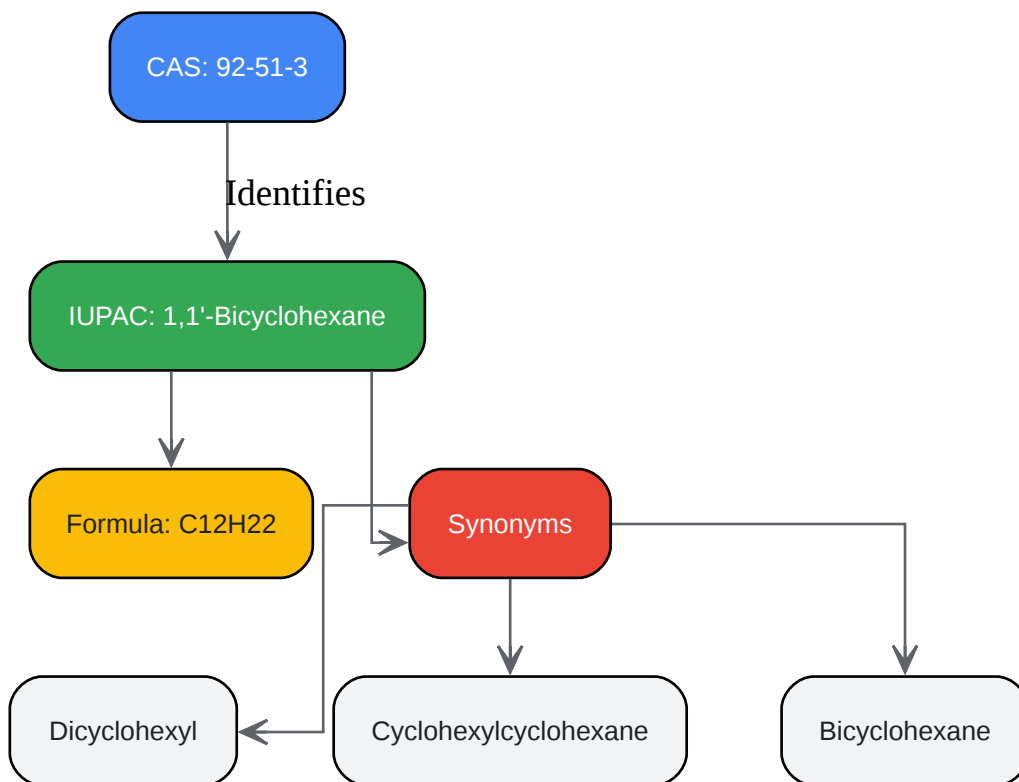 CAS: 92-51-3
Identifies
IUPAC: 1,1'-Bicyclohexane
Formula: C12H22
Synonyms
Dicyclohexyl
Cyclohexylcyclohexane
Bicyclohexane